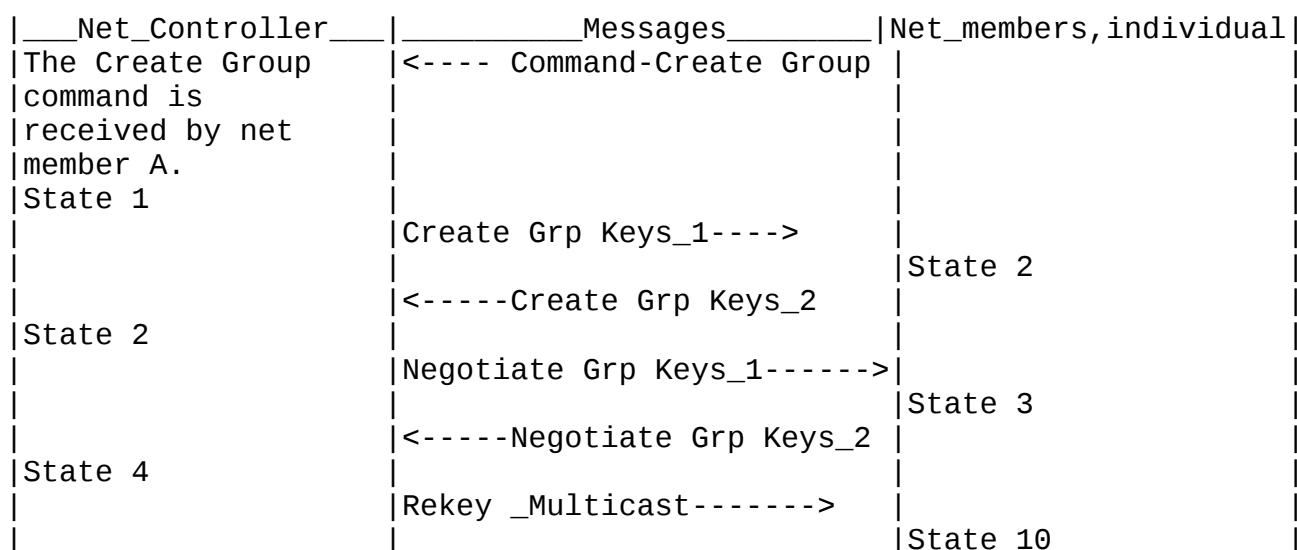 |___Net_Controller___|__________Messages________|Net_members,individual|
|The Create Group    |<---- Command-Create Group |                     |
|command is          |                           |                     |
|received by net     |                           |                     |
|member A.           |                           |                     |
|State 1             |                           |                     |
|                    |Create Grp Keys_1---->     |                     |
|                    |                           |State 2              |
|                    |<-----Create Grp Keys_2    |                     |
|State 2             |                           |                     |
|                    |Negotiate Grp Keys_1------>|                     |
|                    |                           |State 3              |
|                    |<-----Negotiate Grp Keys_2 |                     |
|State 4             |                           |                     |
|                    |Rekey _Multicast------->   |                     |
|                    |                           |State 10             |